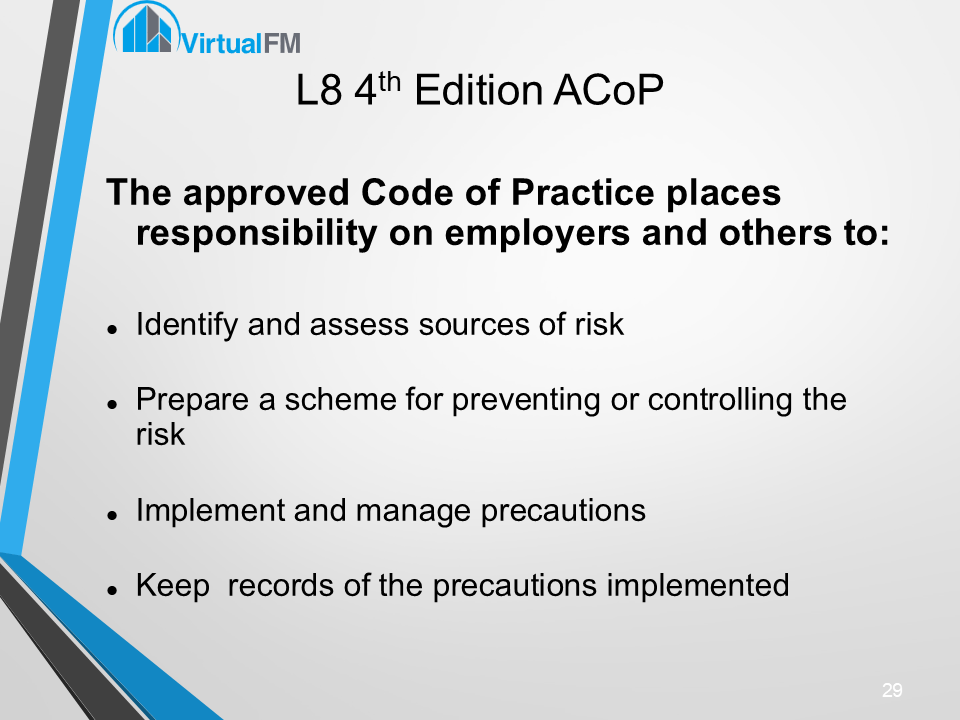 VirtualFM
L8 4th Edition ACoP
The approved Code of Practice places
responsibility on employers and others to:
● Identify and assess sources of risk
● Prepare a scheme for preventing or controlling the
risk
● Implement and manage precautions
● Keep  records of the precautions implemented
29